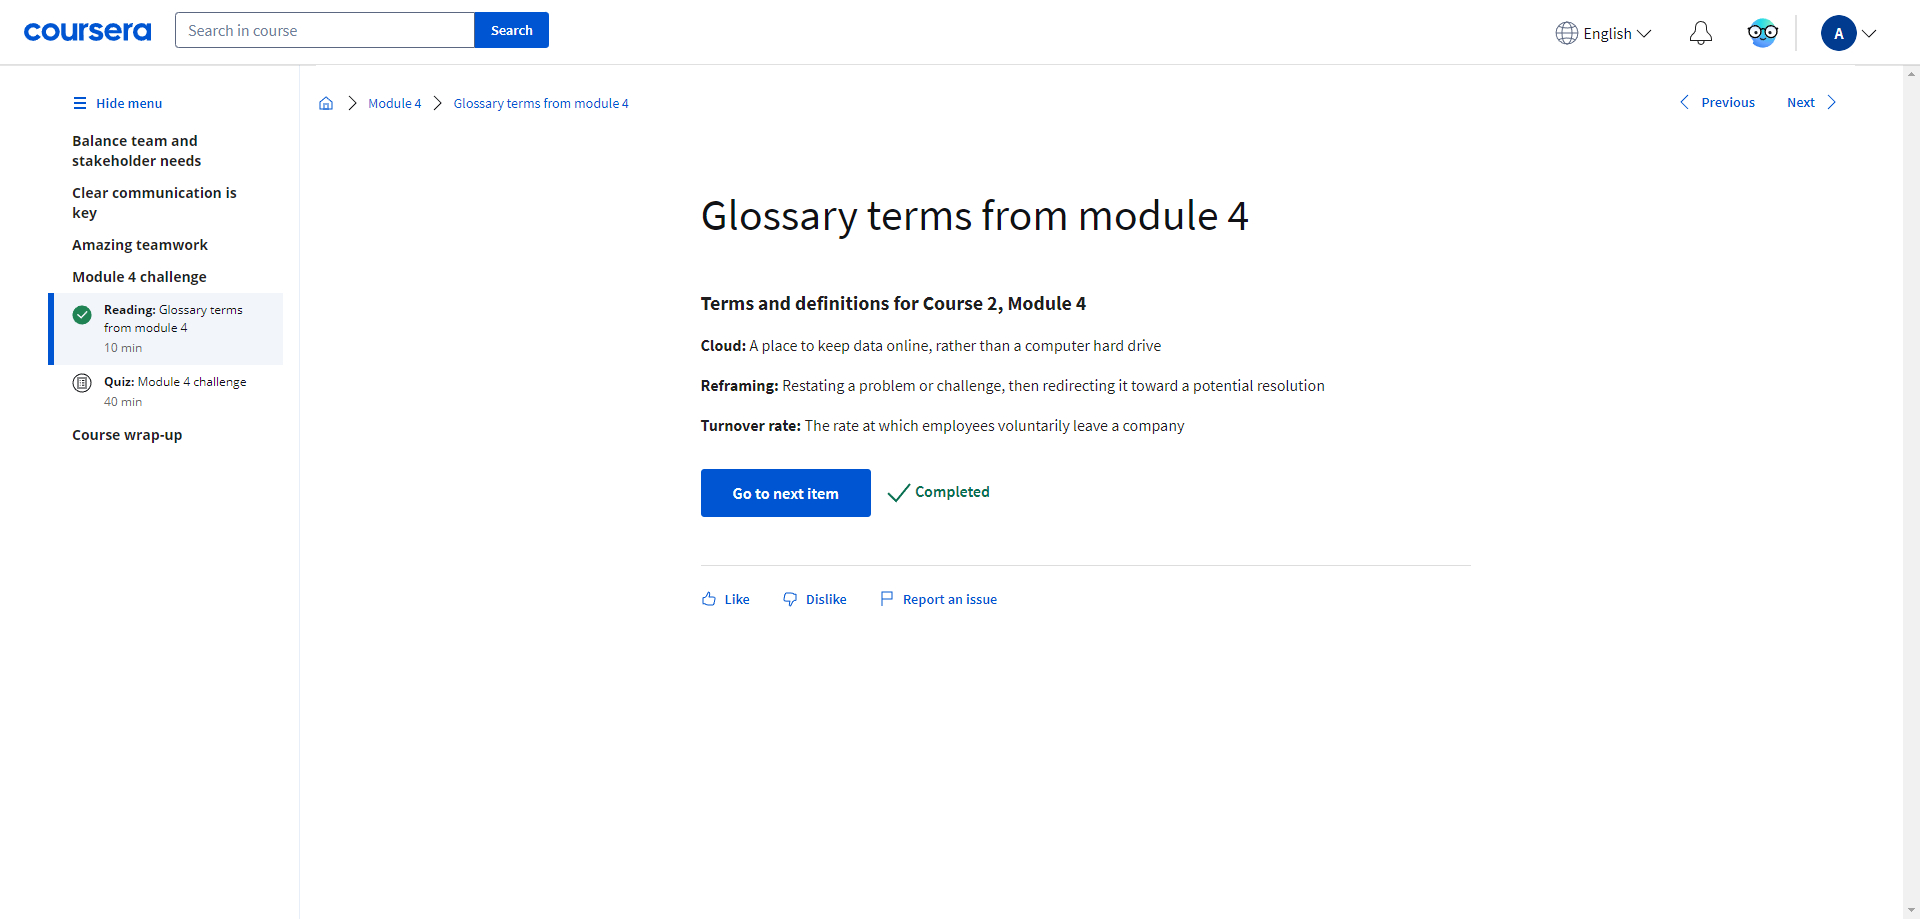 coursera
Search in course
Search
English
A
Hide menu
Balance team and
stakeholder needs
Clear communication is
key
Amazing teamwork
Module 4 challenge
Reading: Glossary terms
from module 4
10 min
Quiz: Module 4 challenge
40 min
Course wrap-up
Module 4
Glossary terms from module 4
Previous
Next
Glossary terms from module 4
Terms and definitions for Course 2, Module 4
Cloud: A place to keep data online, rather than a computer hard drive
Reframing: Restating a problem or challenge, then redirecting it toward a potential resolution
Turnover rate: The rate at which employees voluntarily leave a company
Go to next item
Completed
Like
Dislike
Report an issue